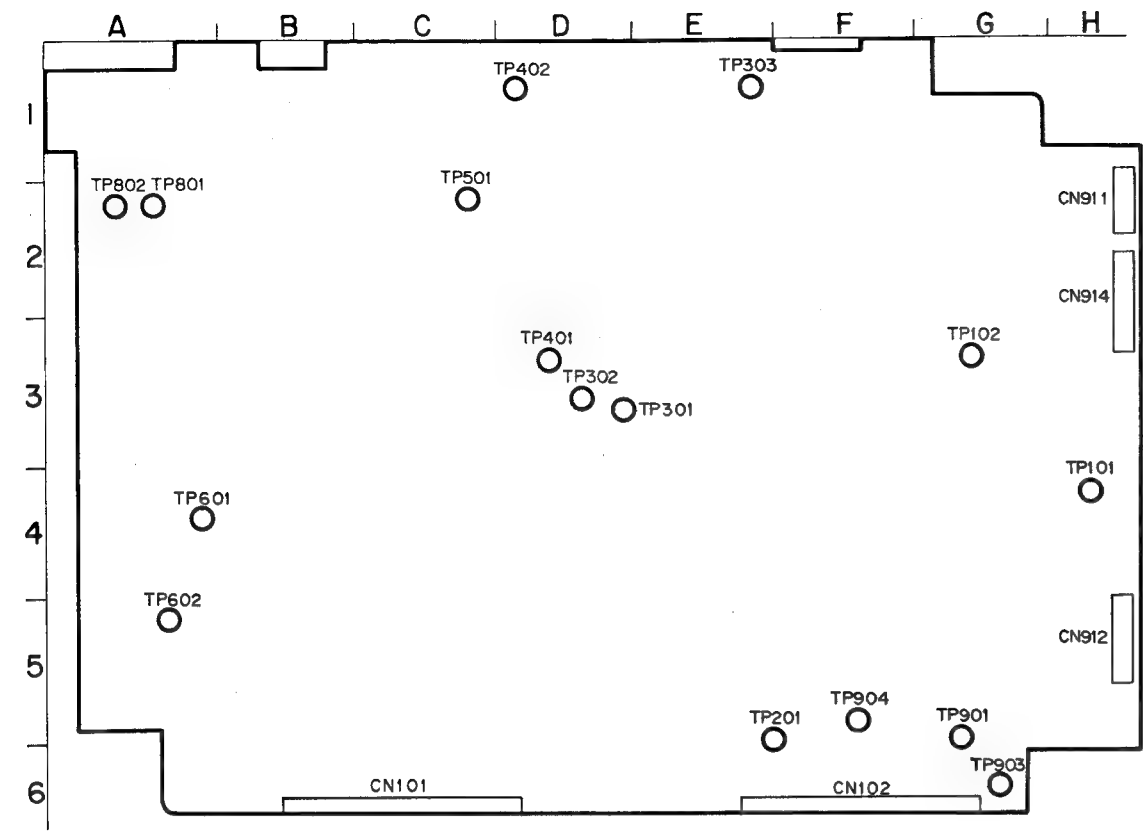 A B C D E F G H
1
TP402
TP303
TP802 TP801
TP501
CN911
2
CN914
TP401
TP102
TP302
3
TP301
TP101
TP601
4
TP602
CN912
5
TP904
TP201
TP901
TP903
CN101
CN102
6